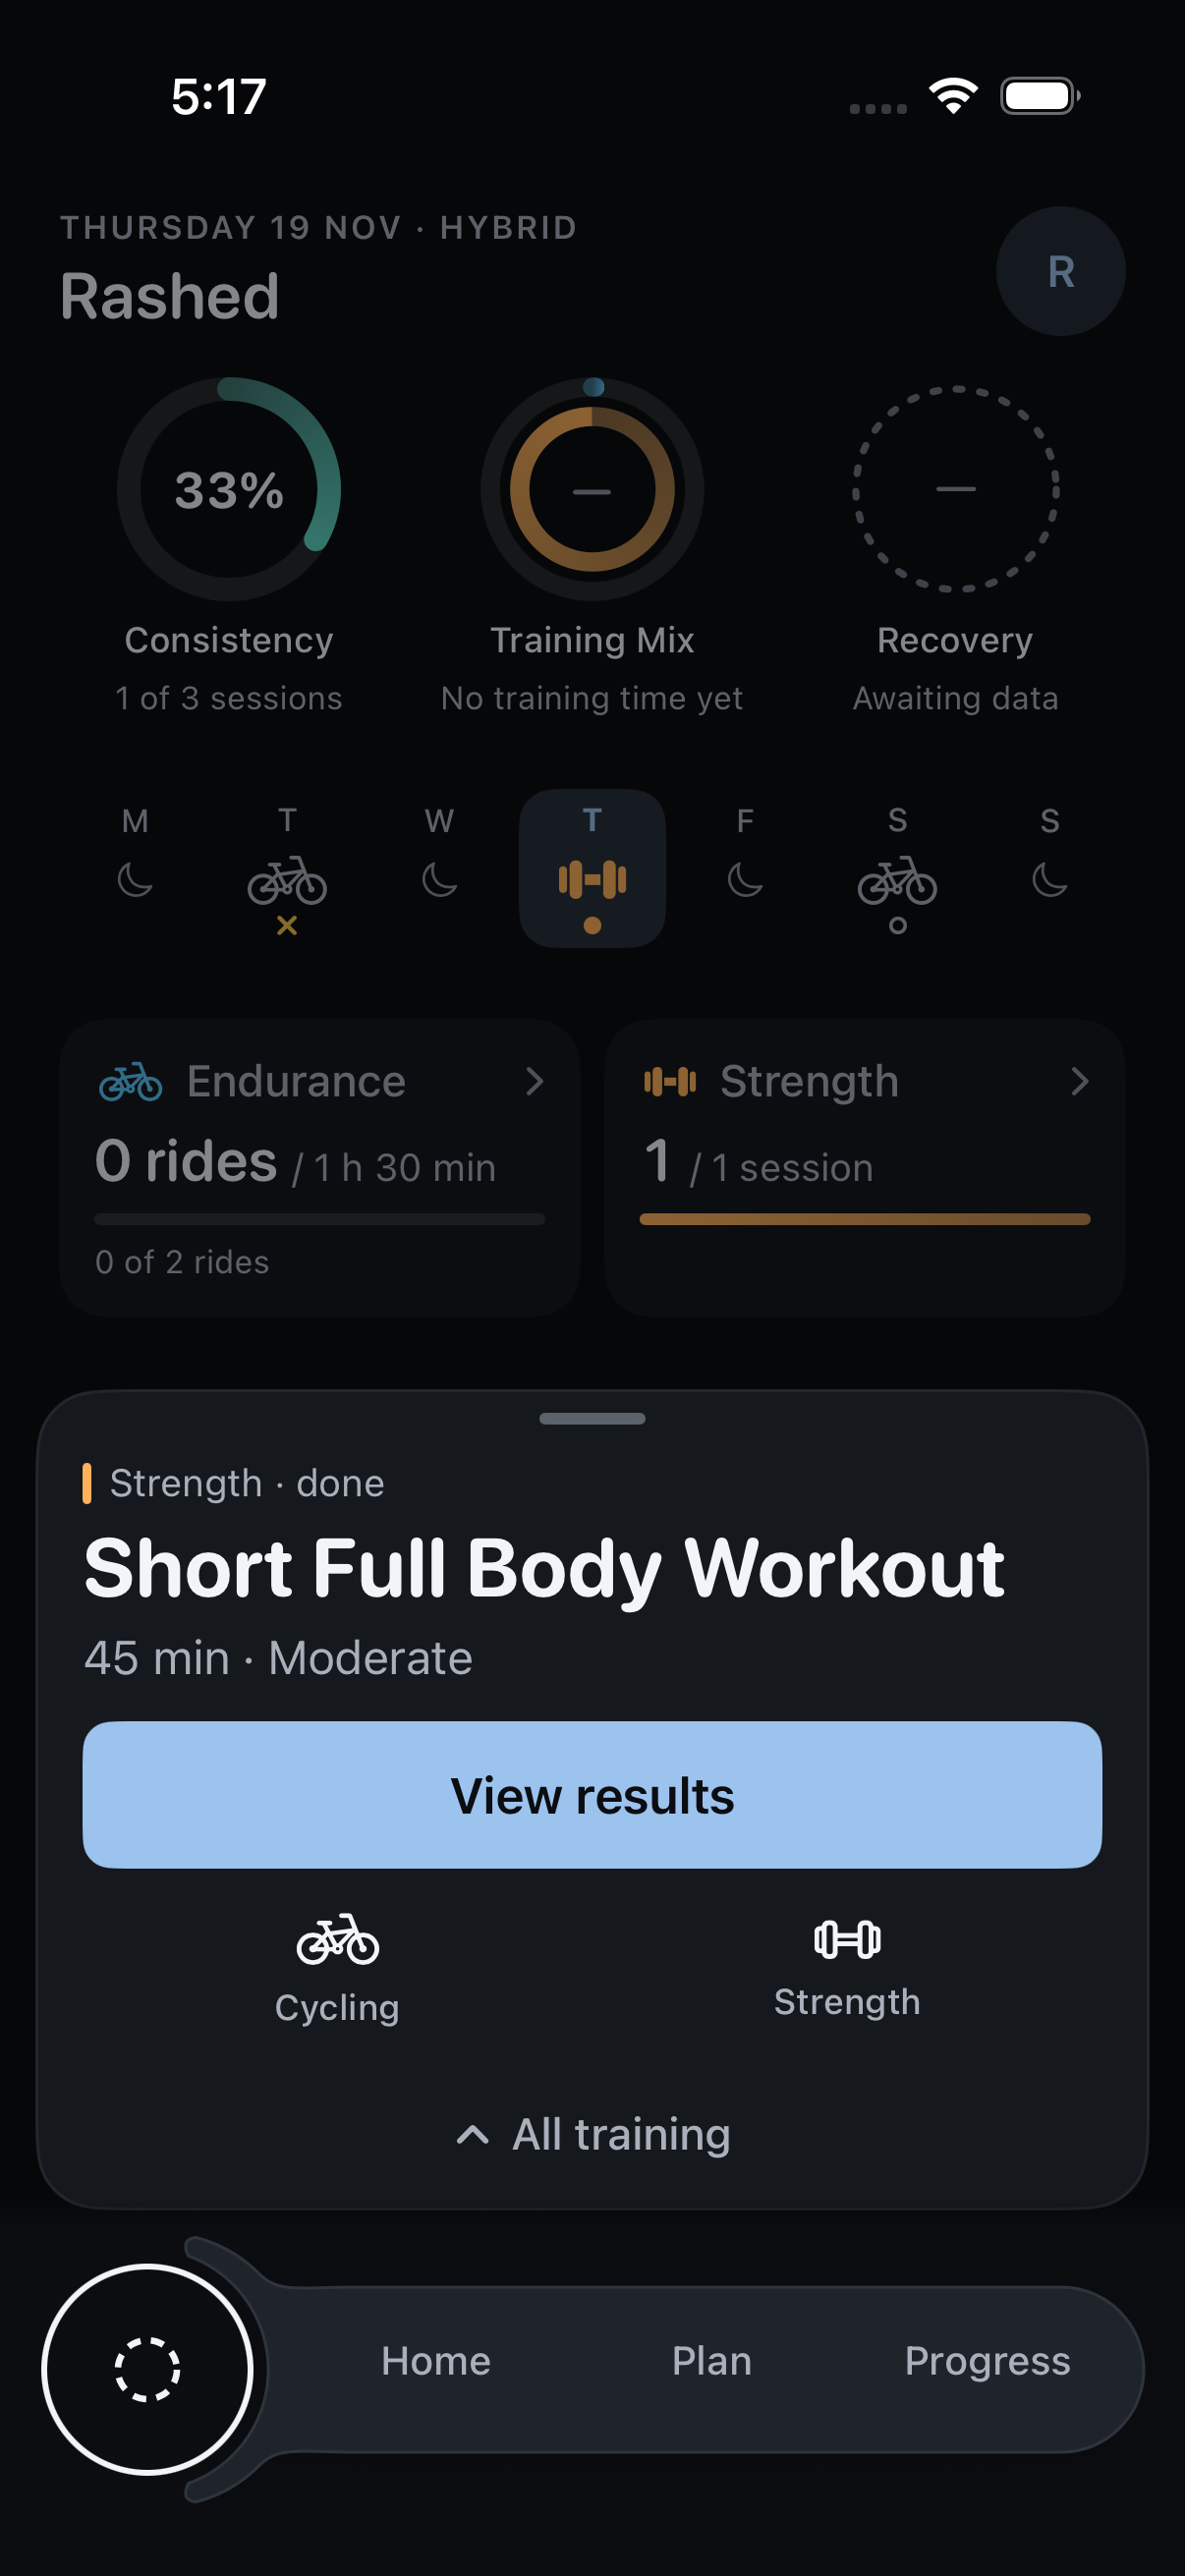 5:17
THURSDAY 19 NOV · HYBRID
Rashed
R
33%
Consistency
Training Mix
Recovery
1 of 3 sessions
No training time yet
Awaiting data
M T W T F S S
Endurance
Strength
0 rides / 1 h 30 min
1 / 1 session
0 of 2 rides
Strength · done
Short Full Body Workout
45 min · Moderate
View results
Cycling
Strength
All training
Home
Plan
Progress